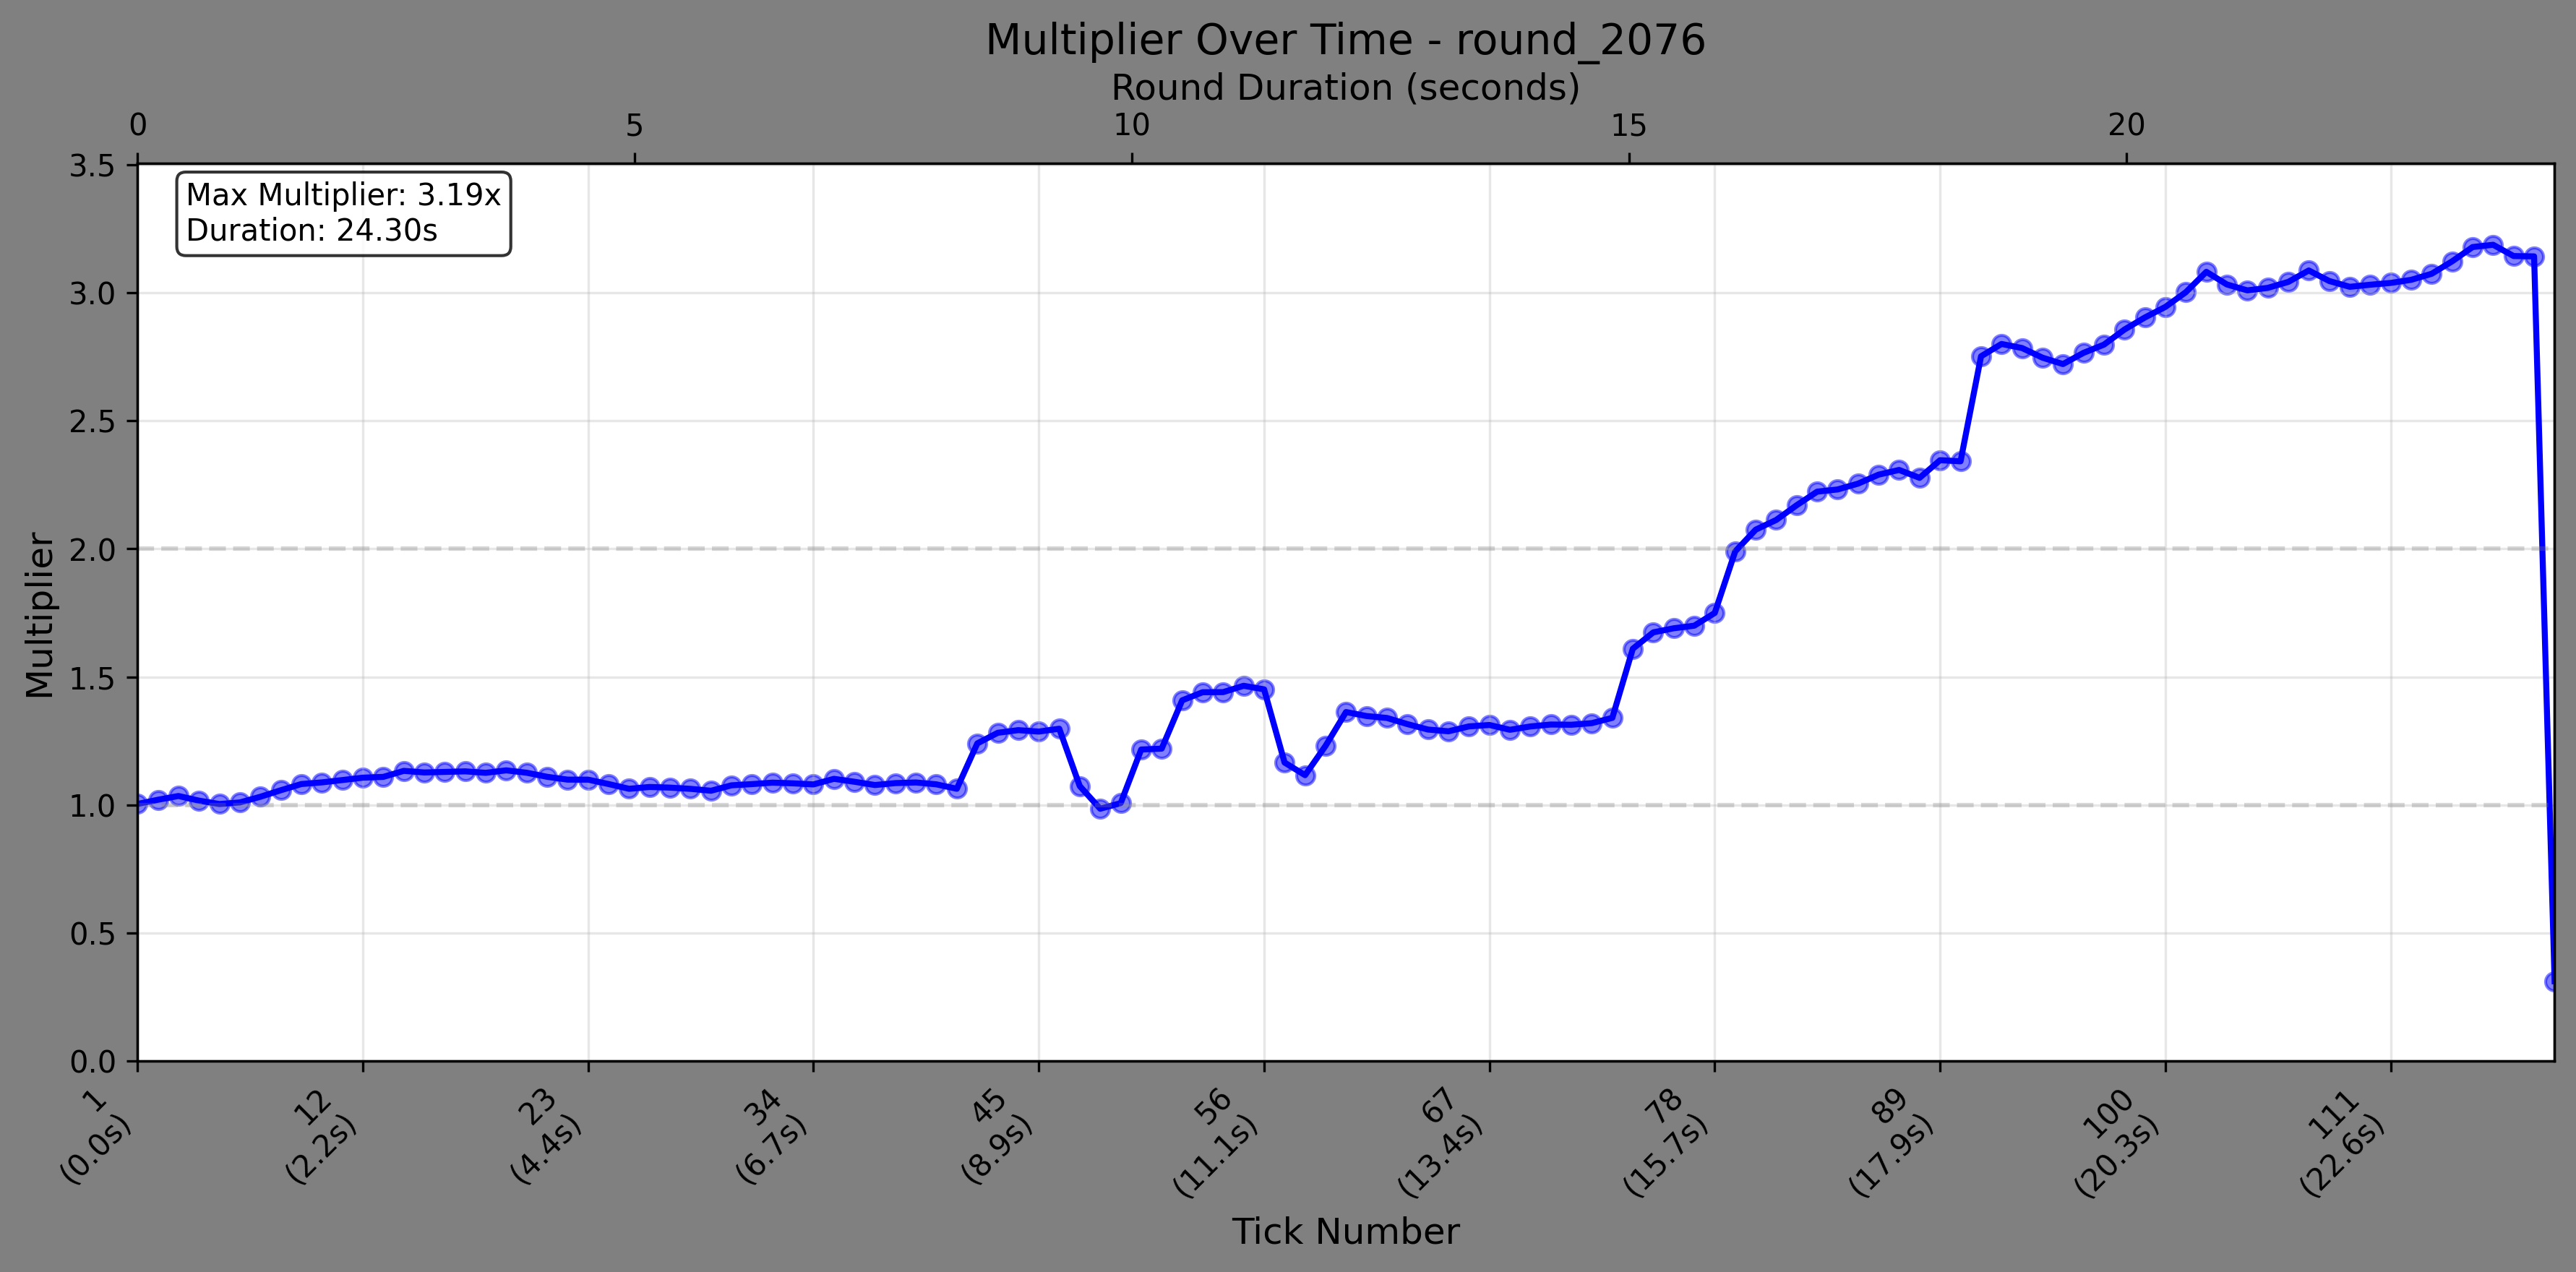 Multiplier Over Time - round_2076
Round Duration (seconds)
0 5 10 15 20
Max Multiplier: 3.19x
Duration: 24.30s
3.5
3.0
2.5
2.0
1.5
1.0
0.5
0.0
Multiplier
1 12 23 34 45 56 67 78 89 100 111
(0.0s) (2.2s) (4.4s) (6.7s) (8.9s) (11.1s) (13.4s) (15.7s) (17.9s) (20.3s) (22.6s)
Tick Number